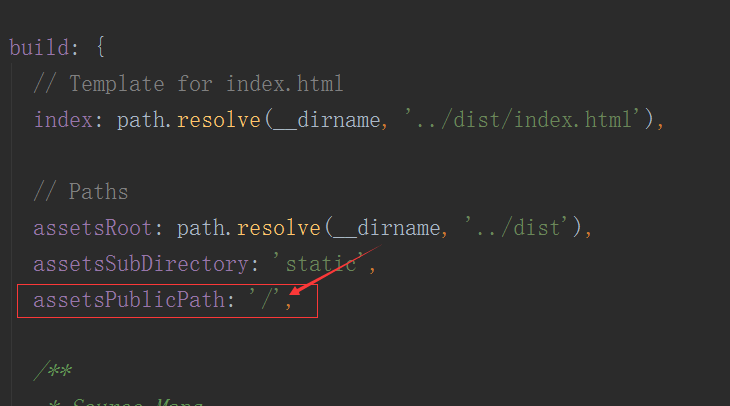 build: {
// Template for index.html
index: path.resolve(__dirname, '../dist/index.html'),
// Paths
assetsRoot: path.resolve(__dirname, '../dist'),
assetsSubDirectory: 'static',
assetsPublicPath: '/',
/**
* Source Maps